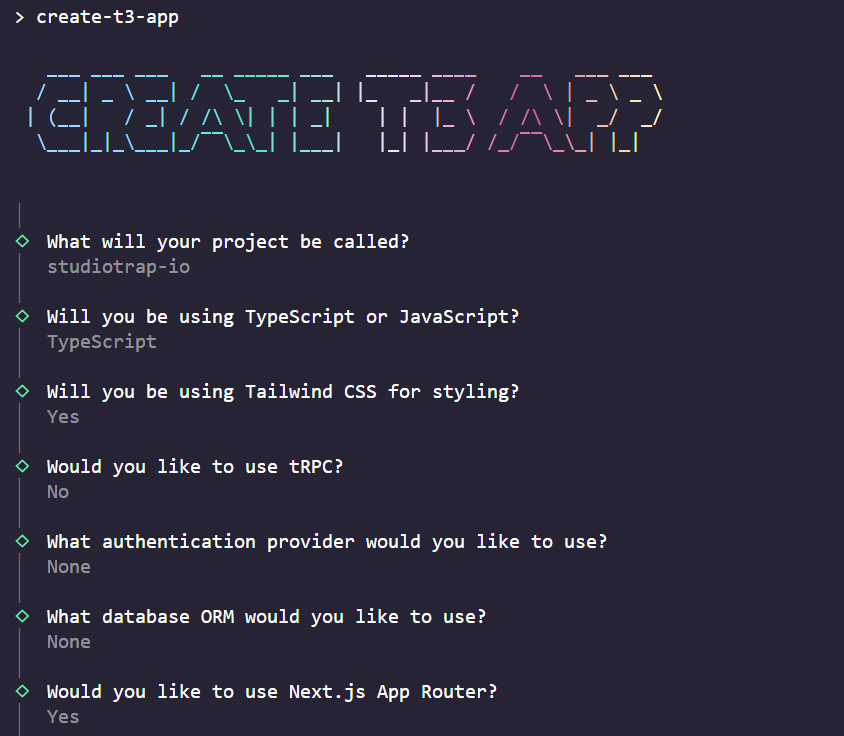 > create-t3-app
CREATE T3 APP
What will your project be called?
studiotrap-io
Will you be using TypeScript or JavaScript?
TypeScript
Will you be using Tailwind CSS for styling?
Yes
Would you like to use tRPC?
No
What authentication provider would you like to use?
None
What database ORM would you like to use?
None
Would you like to use Next.js App Router?
Yes